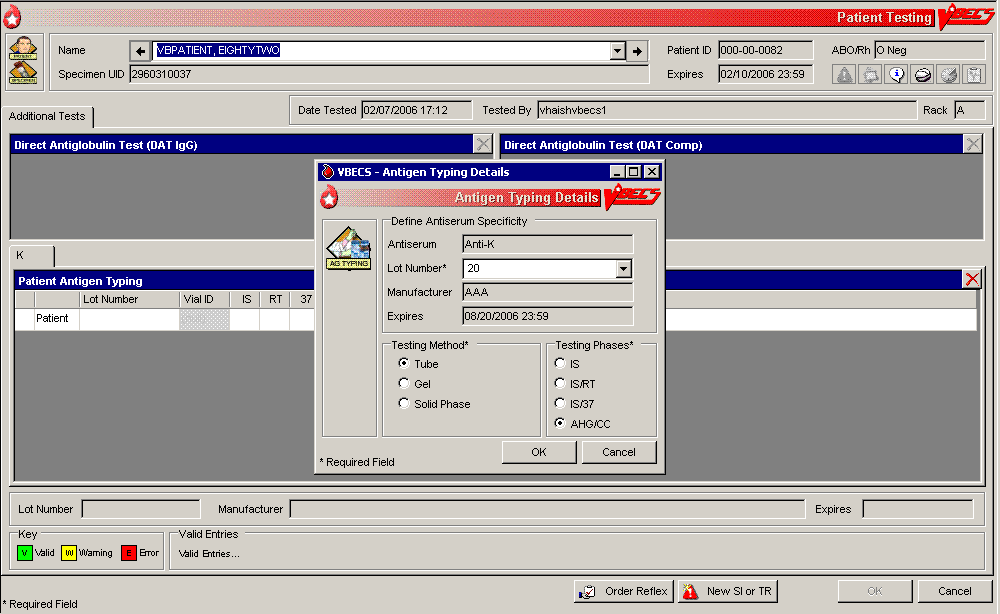 Patient Testing
VBECS
PATIENT
SPECIMEN
Name
VBPATIENT, EIGHTYTWO
Patient ID
000-00-0082
ABO/Rh
O Neg
Specimen UID
2960310037
Expires
02/10/2006 23:59
Additional Tests
Date Tested
02/07/2006 17:12
Tested By
vhaishvbecs1
Rack
A
Direct Antiglobulin Test (DAT IgG)
Direct Antiglobulin Test (DAT Comp)
VBECS - Antigen Typing Details
Antigen Typing Details
VBECS
AG TYPING
Define Antiserum Specificity
Antiserum
Anti-K
Lot Number*
20
Manufacturer
AAA
Expires
08/20/2006 23:59
Testing Method*
Tube
Gel
Solid Phase
Testing Phases*
IS
IS/RT
IS/37
AHG/CC
OK
Cancel
* Required Field
K
Patient Antigen Typing
Lot Number
Vial ID
IS
RT
37
Patient
Lot Number
Manufacturer
Expires
Key
V Valid
W Warning
E Error
Valid Entries
Valid Entries...
Order Reflex
New SI or TR
OK
Cancel
* Required Field